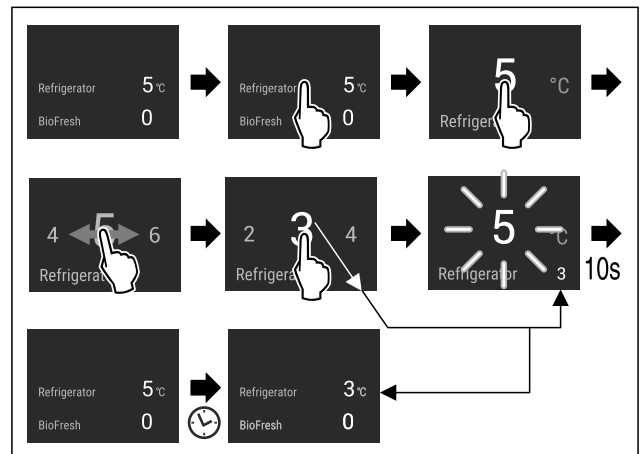 Refrigerator 5 °C
BioFresh 0
Refrigerator 5 °C
BioFresh 0
5 °C
Refriger
4 5 6
Refrigerat
2 3 4
Refrigera
5 °C
Refrigerator 3
10s
Refrigerator 5 °C
BioFresh 0
Refrigerator 3 °C
BioFresh 0